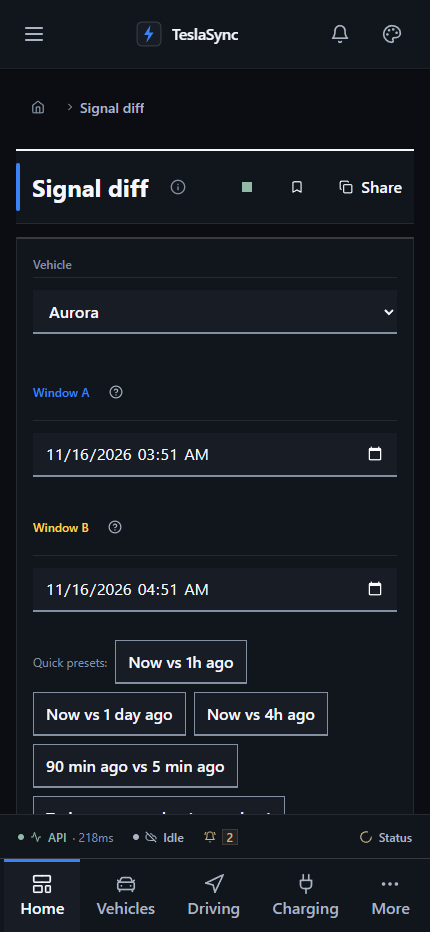 TeslaSync
Signal diff
Signal diff
Share
Vehicle
Aurora
Window A
11/16/2026 03:51 AM
Window B
11/16/2026 04:51 AM
Quick presets: Now vs 1h ago
Now vs 1 day ago Now vs 4h ago
90 min ago vs 5 min ago
API · 218ms Idle 2 Status
Home Vehicles Driving Charging More